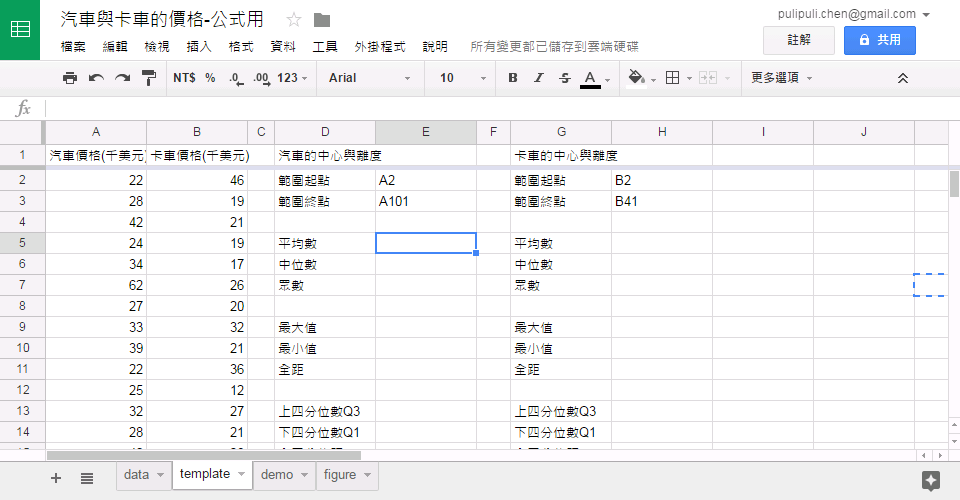 汽車與卡車的價格-公式用
pulipuli.chen@gmail.com
檔案 編輯 檢視 插入 格式 資料 工具 外掛程式 說明 所有變更都已儲存到雲端硬碟
註解 共用
NT$ % .0 .00 123 Arial 10 B I S A 更多選項
fx
A B C D E F G H I J
1 汽車價格(千美元) 卡車價格(千美元) 汽車的中心與離度 卡車的中心與離度
2 22 46 範圍起點 A2 範圍起點 B2
3 28 19 範圍終點 A101 範圍終點 B41
4 42 21
5 24 19 平均數 平均數
6 34 17 中位數 中位數
7 62 26 眾數 眾數
8 27 20
9 33 32 最大值 最大值
10 39 21 最小值 最小值
11 22 36 全距 全距
12 25 12
13 32 27 上四分位數Q3 上四分位數Q3
14 28 21 下四分位數Q1 下四分位數Q1
data template demo figure